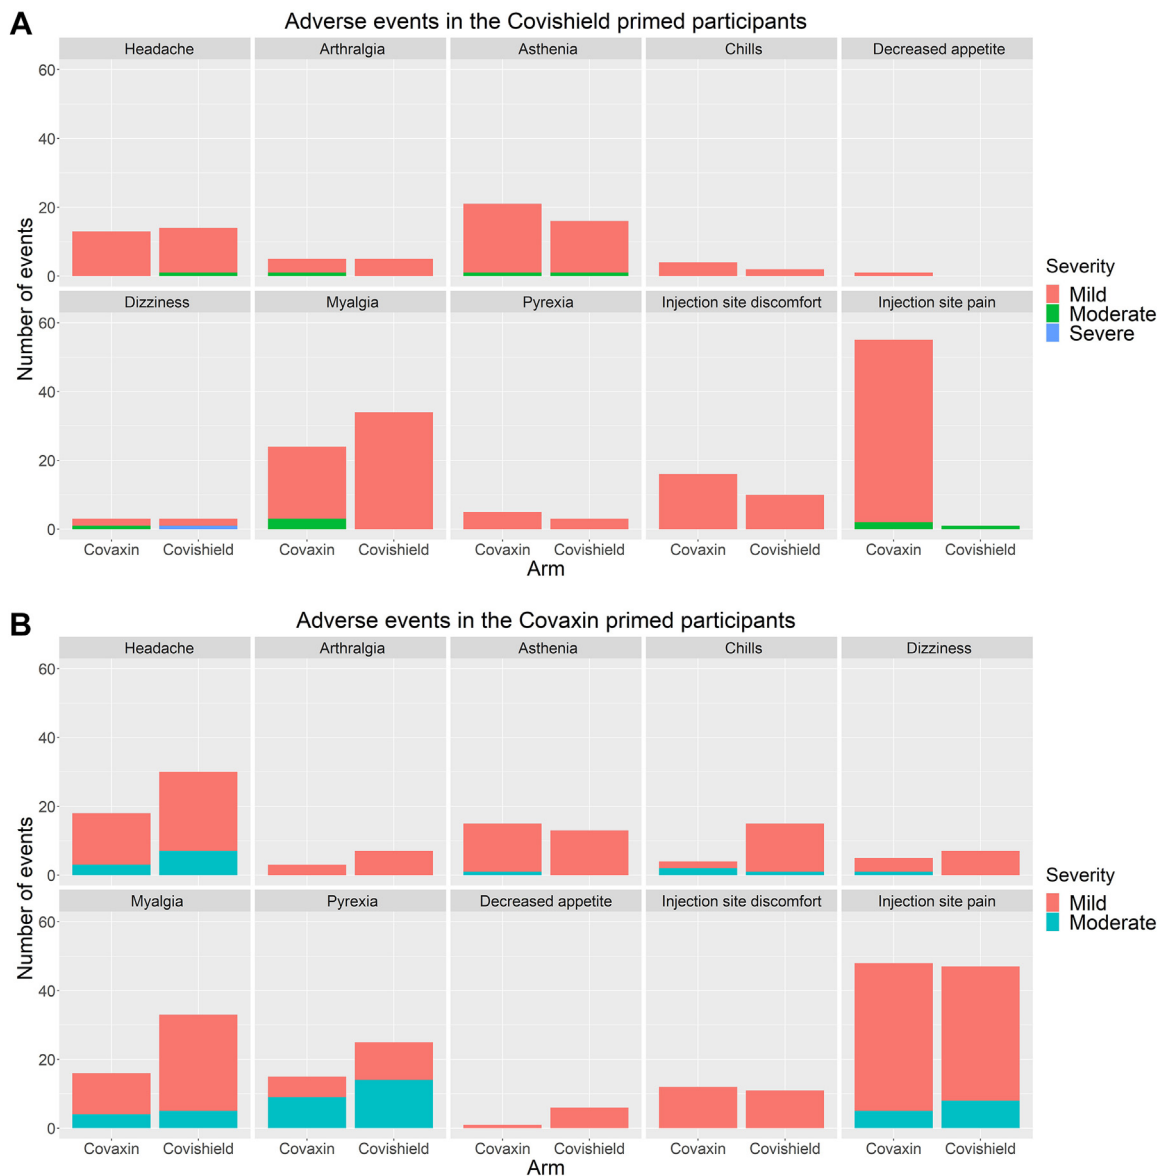 A
Adverse events in the Covishield primed participants
Headache Arthralgia Asthenia Chills Decreased appetite
60
40
20
0
Dizziness Myalgia Pyrexia Injection site discomfort Injection site pain
60
40
20
0
Number of events
Covaxin Covishield Covaxin Covishield Covaxin Covishield Covaxin Covishield Covaxin Covishield
Arm
Severity
Mild
Moderate
Severe
B
Adverse events in the Covaxin primed participants
Headache Arthralgia Asthenia Chills Dizziness
60
40
20
0
Myalgia Pyrexia Decreased appetite Injection site discomfort Injection site pain
60
40
20
0
Number of events
Covaxin Covishield Covaxin Covishield Covaxin Covishield Covaxin Covishield Covaxin Covishield
Arm
Severity
Mild
Moderate